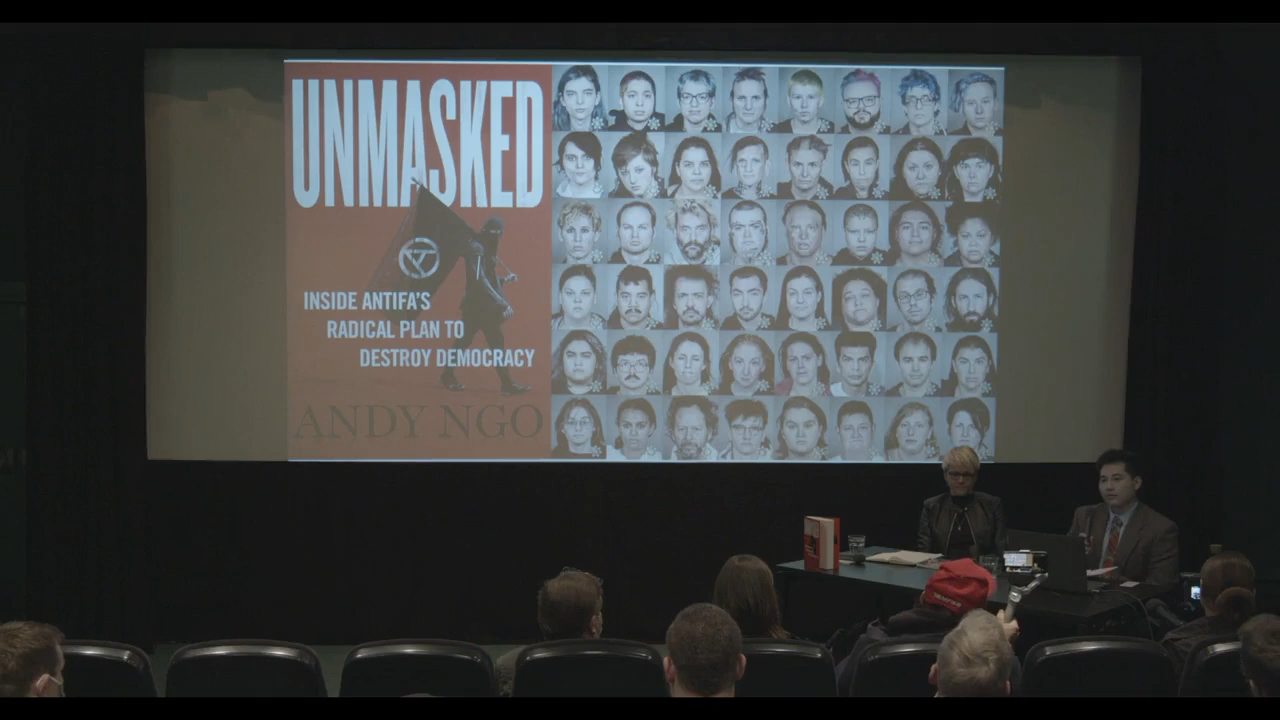 UNMASKED
INSIDE ANTIFA'S
RADICAL PLAN TO
DESTROY DEMOCRACY
ANDY NGO